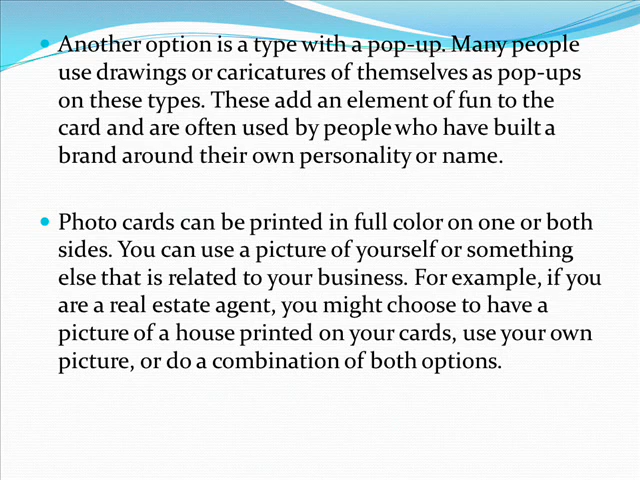 Another option is a type with a pop-up. Many people
use drawings or caricatures of themselves as pop-ups
on these types. These add an element of fun to the
card and are often used by people who have built a
brand around their own personality or name.
Photo cards can be printed in full color on one or both
sides. You can use a picture of yourself or something
else that is related to your business. For example, if you
are a real estate agent, you might choose to have a
picture of a house printed on your cards, use your own
picture, or do a combination of both options.